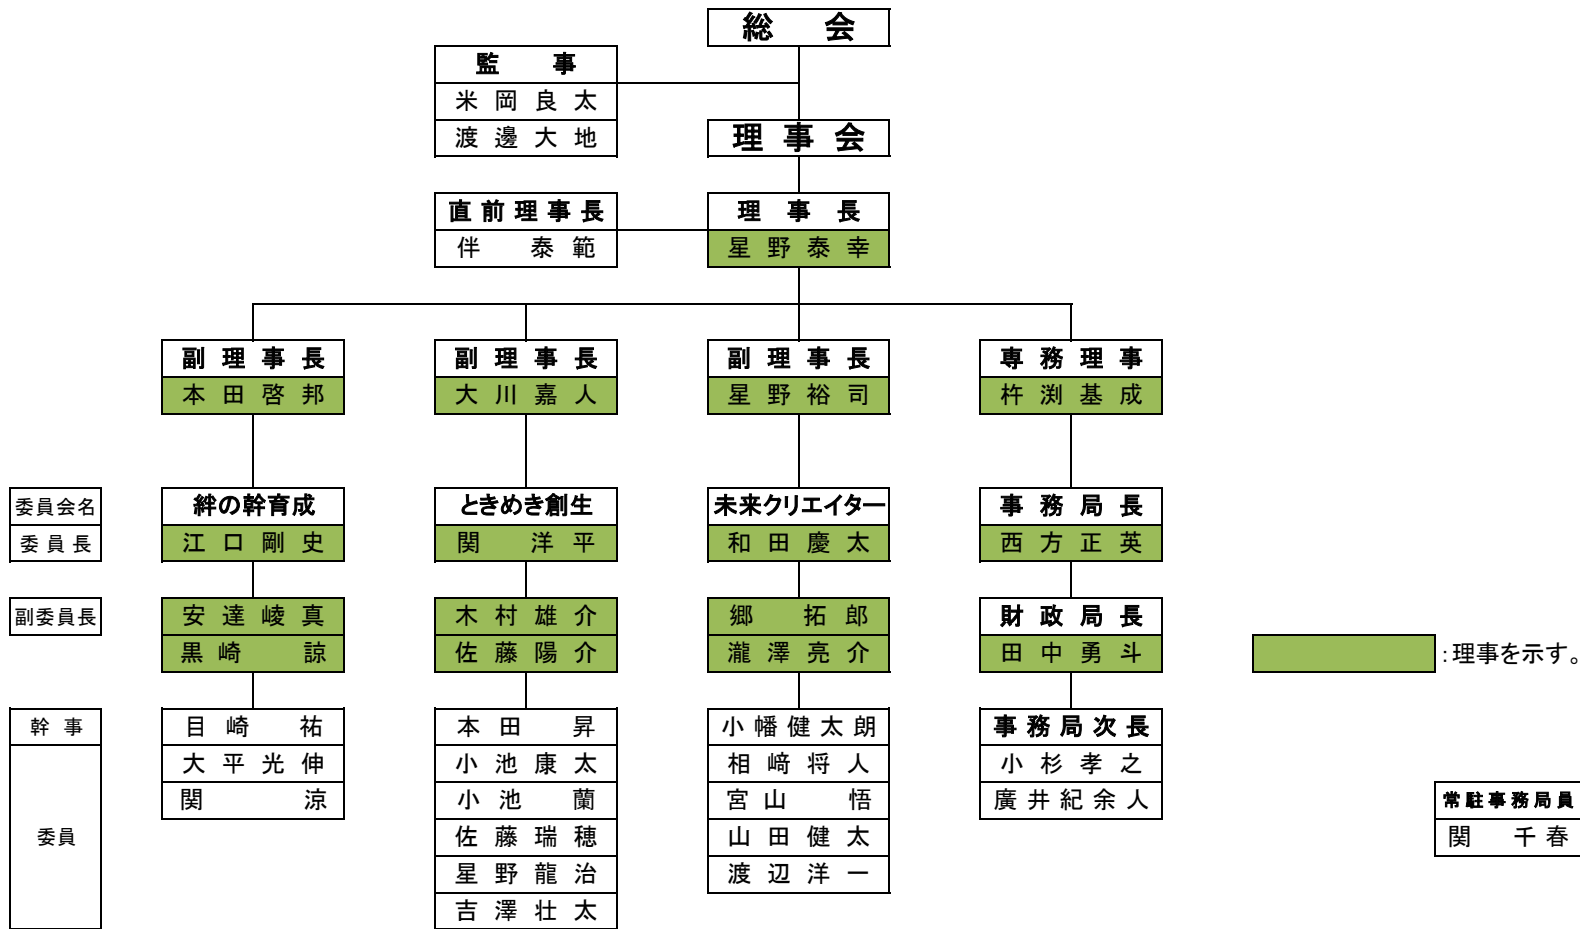 総会
監事
米岡良太
渡邊大地
理事会
直前理事長 理事長
伴 泰範 星野泰幸
副理事長 副理事長 副理事長 専務理事
本田啓邦 大川嘉人 星野裕司 杵渕基成
委員会名 絆の幹育成 ときめき創生 未来クリエイター 事務局長
委員長 江口剛史 関 洋平 和田慶太 西方正英
副委員長 安達崚真 木村雄介 郷 拓郎 財政局長
黒崎 諒 佐藤陽介 瀧澤亮介 田中勇斗 :理事を示す。
幹事 目崎 祐 本田 昇 小幡健太朗 事務局次長
大平光伸 小池康太 相﨑将人 小杉孝之
関 涼 小池 蘭 宮山 悟 廣井紀余人 常駐事務局員
委員 佐藤瑞穂 山田健太 関 千春
星野龍治 渡辺洋一
吉澤壮太